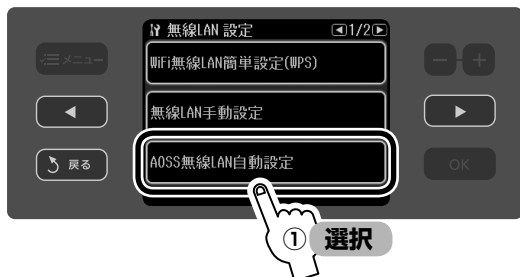 無線LAN 設定 1/2
メニュー
WiFi無線LAN簡単設定(WPS)
- +
無線LAN手動設定
戻る
AOSS無線LAN自動設定
OK
① 選択